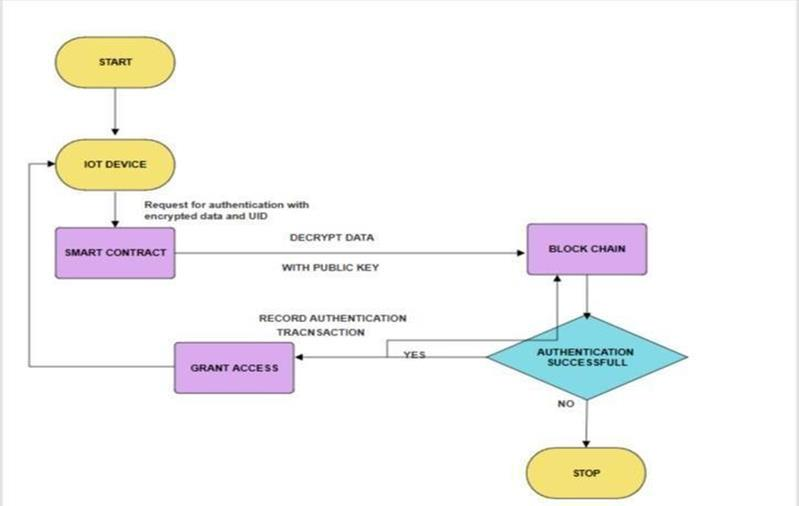 START
IOT DEVICE
Request for authentication with
encrypted data and UID
SMART CONTRACT
DECRYPT DATA
WITH PUBLIC KEY
BLOCK CHAIN
RECORD AUTHENTICATION
TRACNSACTION
YES
AUTHENTICATION
SUCCESSFULL
GRANT ACCESS
NO
STOP